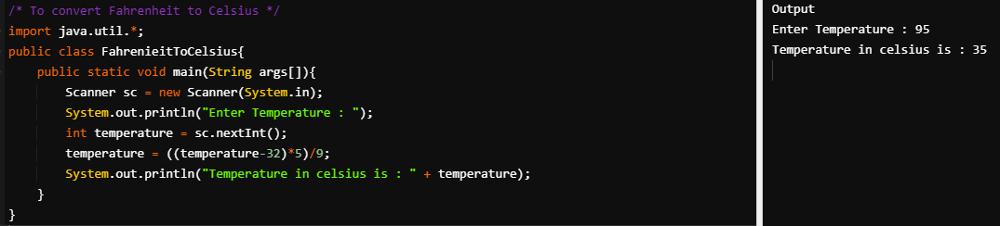 /* To convert Fahrenheit to Celsius */
import java.util.*;
public class FahrenieitToCelsius{
    public static void main(String args[]){
        Scanner sc = new Scanner(System.in);
        System.out.println("Enter Temperature : ");
        int temperature = sc.nextInt();
        temperature = ((temperature-32)*5)/9;
        System.out.println("Temperature in celsius is : " + temperature);
    }
}
Output
Enter Temperature : 95
Temperature in celsius is : 35